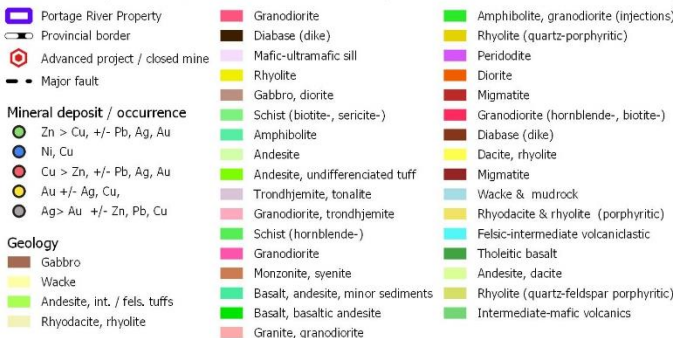 Portage River Property
Provincial border
Advanced project / closed mine
Major fault
Mineral deposit / occurrence
Zn > Cu, +/- Pb, Ag, Au
Ni, Cu
Cu > Zn, +/- Pb, Ag, Au
Au +/- Ag, Cu,
Ag> Au +/- Zn, Pb, Cu
Geology
Gabbro
Wacke
Andesite, int. / fels. tuffs
Rhyodacite, rhyolite
Granodiorite
Diabase (dike)
Mafic-ultramafic sill
Rhyolite
Gabbro, diorite
Schist (biotite-, sericite-)
Amphibolite
Andesite
Andesite, undifferenciated tuff
Trondhjemite, tonalite
Granodiorite, trondhjemite
Schist (hornblende-)
Granodiorite
Monzonite, syenite
Basalt, andesite, minor sediments
Basalt, basaltic andesite
Granite, granodiorite
Amphibolite, granodiorite (injections)
Rhyolite (quartz-porphyritic)
Peridodite
Diorite
Migmatite
Granodiorite (hornblende-, biotite-)
Diabase (dike)
Dacite, rhyolite
Migmatite
Wacke & mudrock
Rhyodacite & rhyolite (porphyritic)
Felsic-intermediate volcaniclastic
Tholeitic basalt
Andesite, dacite
Rhyolite (quartz-feldspar porphyritic)
Intermediate-mafic volcanics